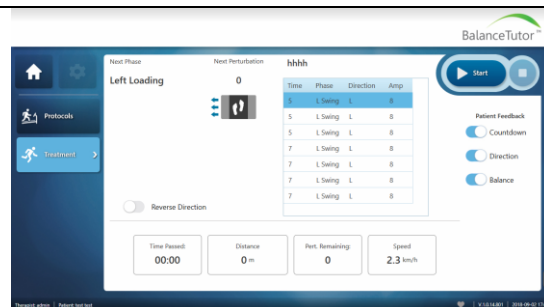 BalanceTutor™
Next Phase
Next Perturbation
hhhh
Left Loading
0
Time Phase Direction Amp
5 L Swing L 8
5 L Swing L 8
5 L Swing L 8
7 L Swing L 8
7 L Swing L 8
7 L Swing L 8
7 L Swing L 8
Start
Protocols
Treatment
Patient Feedback
Countdown
Direction
Balance
Reverse Direction
Time Passed:
00:00
Distance
0 m
Pert. Remaining:
0
Speed
2.3 km/h
Therapist: admin | Patient: test test